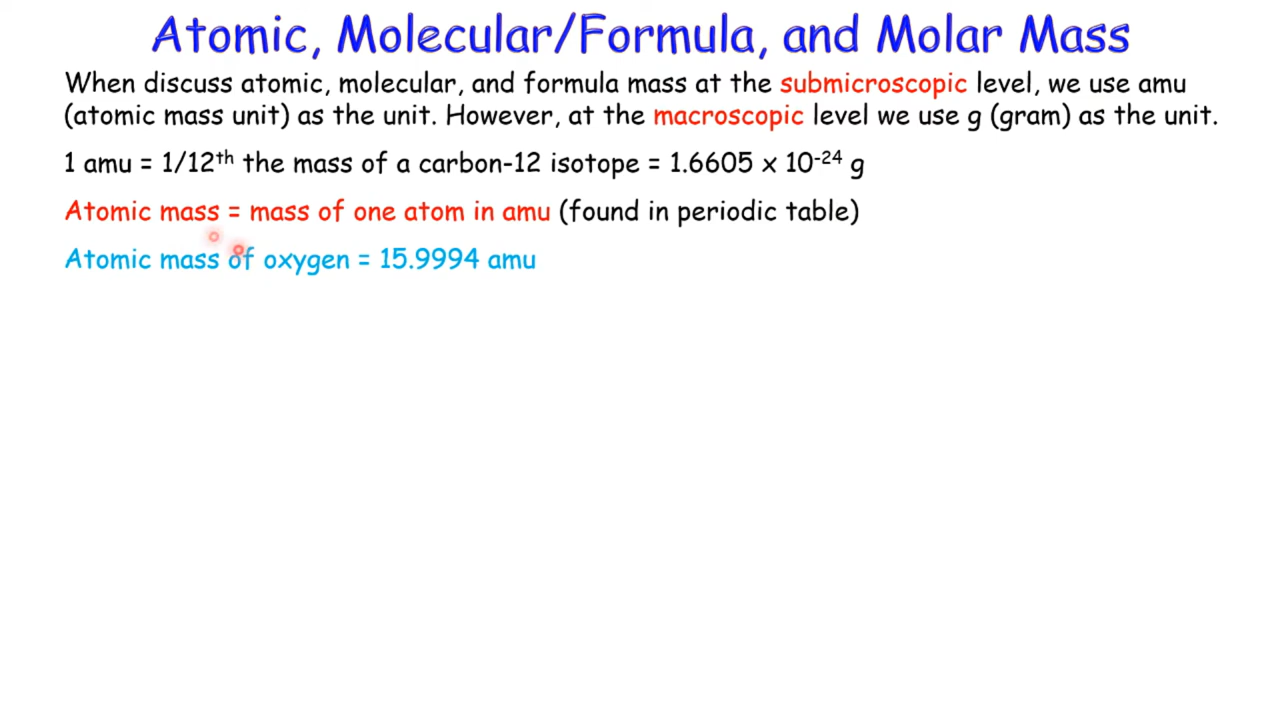 Atomic, Molecular/Formula, and Molar Mass
When discuss atomic, molecular, and formula mass at the submicroscopic level, we use amu
(atomic mass unit) as the unit. However, at the macroscopic level we use g (gram) as the unit.
1 amu = 1/12ᵗʰ the mass of a carbon-12 isotope = 1.6605 x 10⁻²⁴ g
Atomic mass = mass of one atom in amu (found in periodic table)
Atomic mass of oxygen = 15.9994 amu